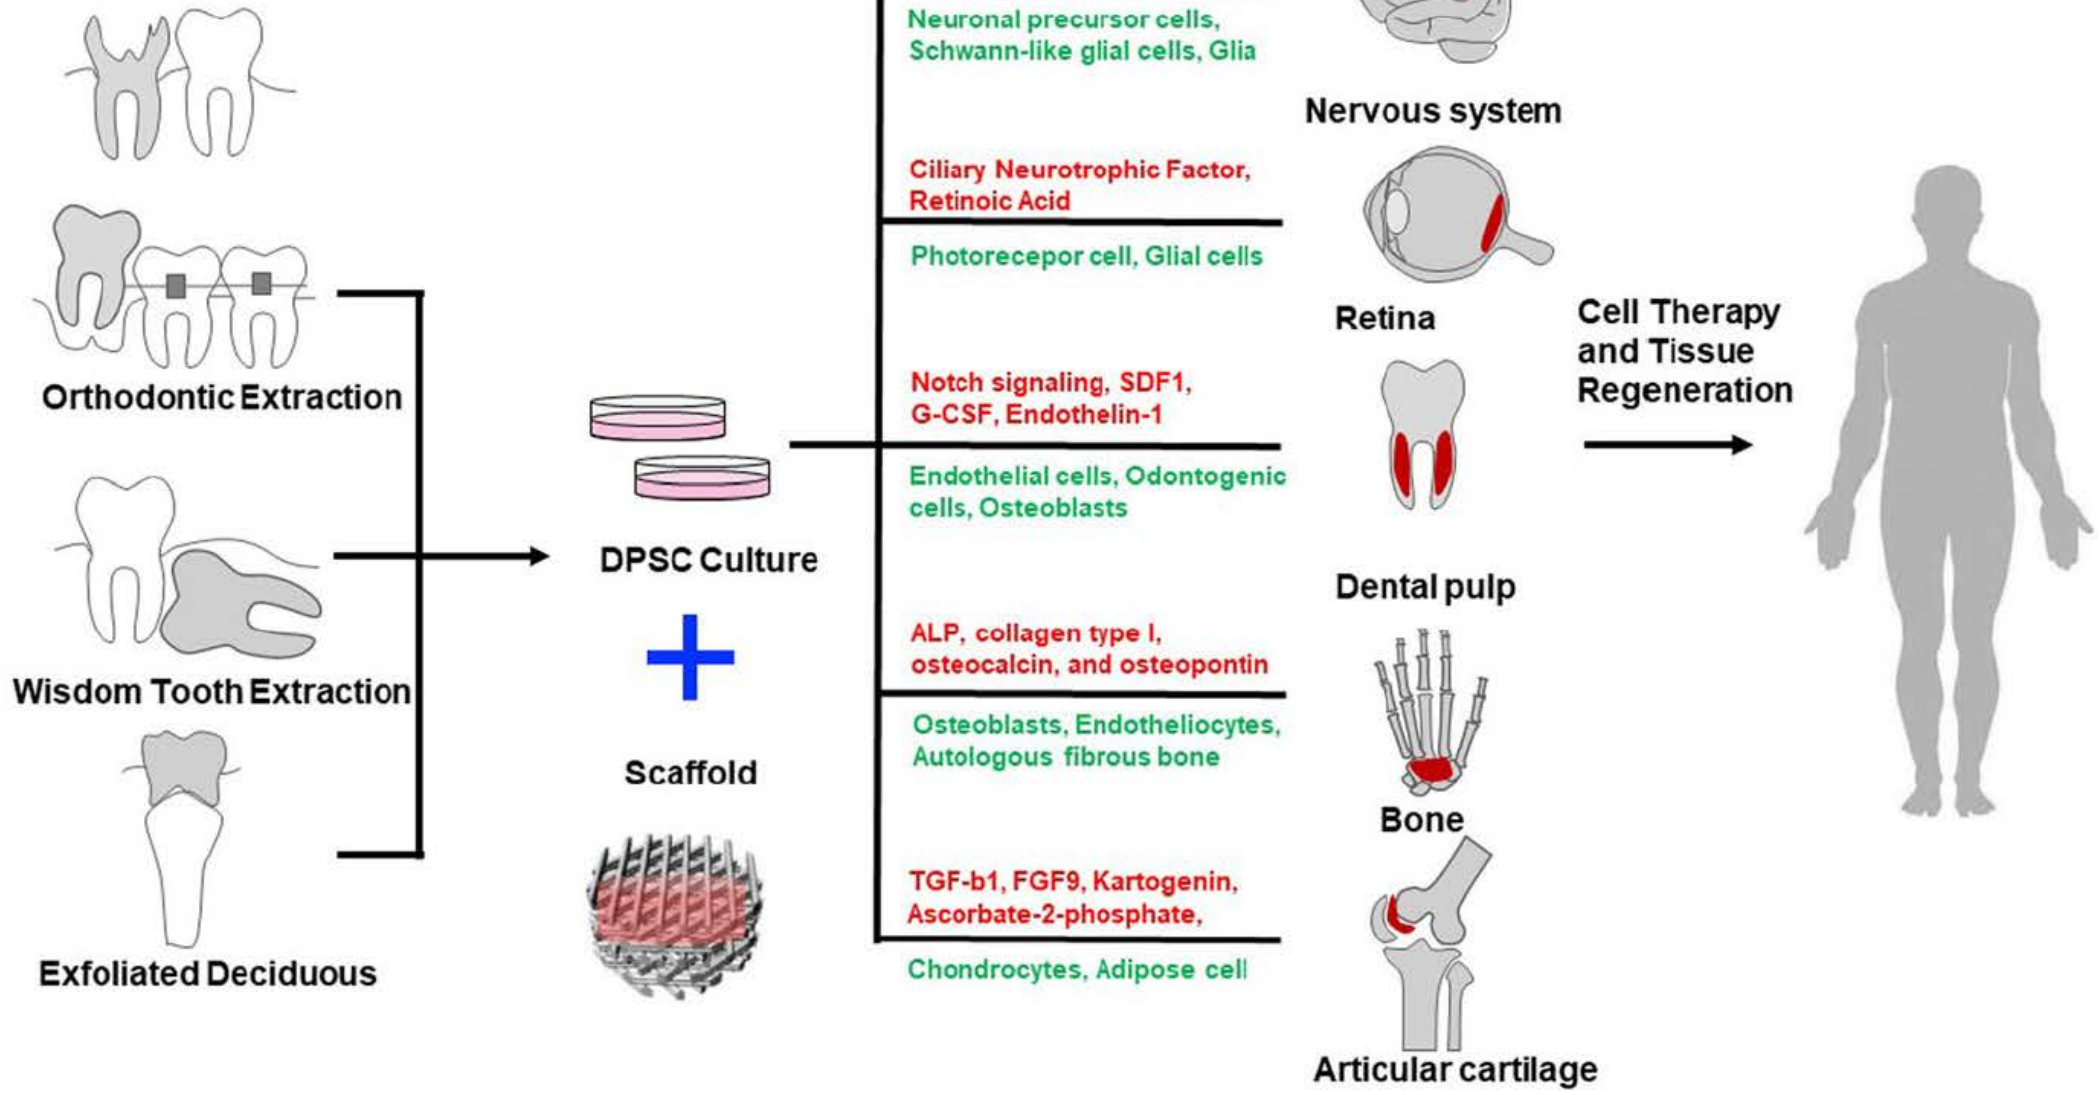 Orthodontic Extraction
Wisdom Tooth Extraction
Exfoliated Deciduous
DPSC Culture
Scaffold
Neuronal precursor cells,
Schwann-like glial cells, Glia
Ciliary Neurotrophic Factor,
Retinoic Acid
Photorecepor cell, Glial cells
Notch signaling, SDF1,
G-CSF, Endothelin-1
Endothelial cells, Odontogenic
cells, Osteoblasts
ALP, collagen type I,
osteocalcin, and osteopontin
Osteoblasts, Endotheliocytes,
Autologous fibrous bone
TGF-b1, FGF9, Kartogenin,
Ascorbate-2-phosphate,
Chondrocytes, Adipose cell
Nervous system
Retina
Dental pulp
Bone
Articular cartilage
Cell Therapy
and Tissue
Regeneration